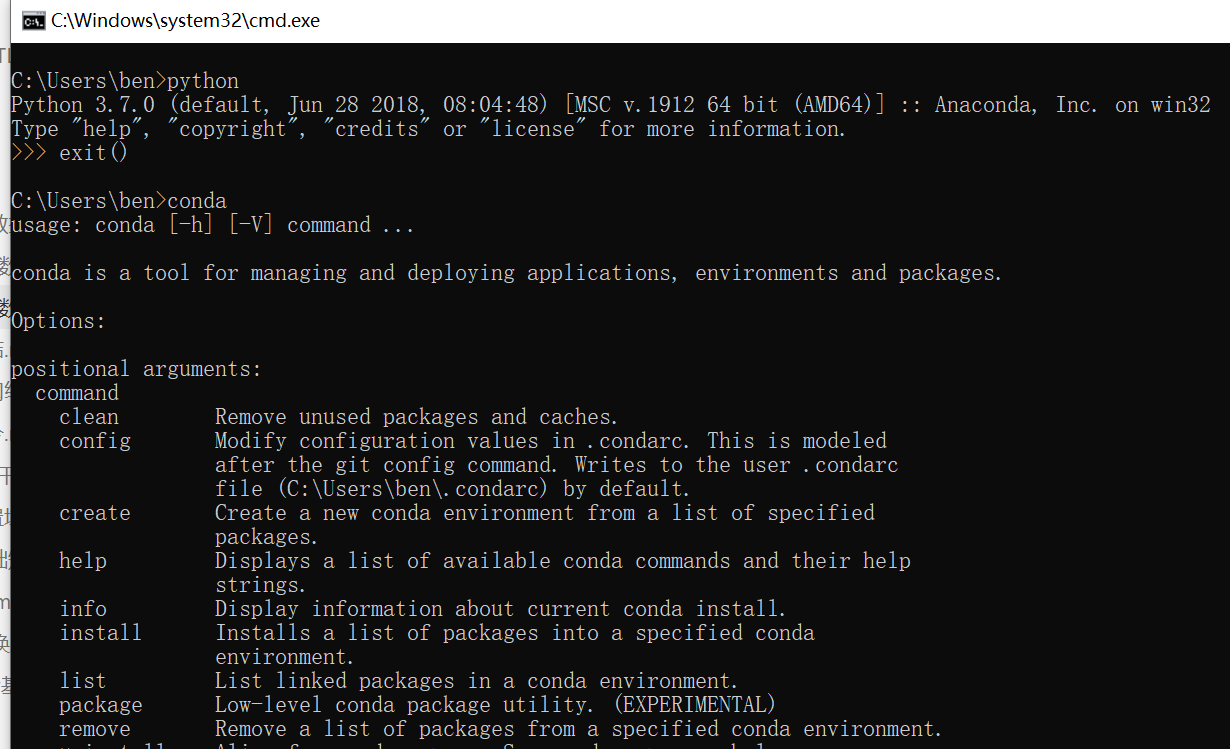 C:\Windows\system32\cmd.exe
C:\Users\ben>python
Python 3.7.0 (default, Jun 28 2018, 08:04:48) [MSC v.1912 64 bit (AMD64)] :: Anaconda, Inc. on win32
Type "help", "copyright", "credits" or "license" for more information.
>>> exit()
C:\Users\ben>conda
usage: conda [-h] [-V] command ...
conda is a tool for managing and deploying applications, environments and packages.
Options:
positional arguments:
command
clean Remove unused packages and caches.
config Modify configuration values in .condarc. This is modeled
after the git config command. Writes to the user .condarc
file (C:\Users\ben\.condarc) by default.
create Create a new conda environment from a list of specified
packages.
help Displays a list of available conda commands and their help
strings.
info Display information about current conda install.
install Installs a list of packages into a specified conda
environment.
list List linked packages in a conda environment.
package Low-level conda package utility. (EXPERIMENTAL)
remove Remove a list of packages from a specified conda environment.